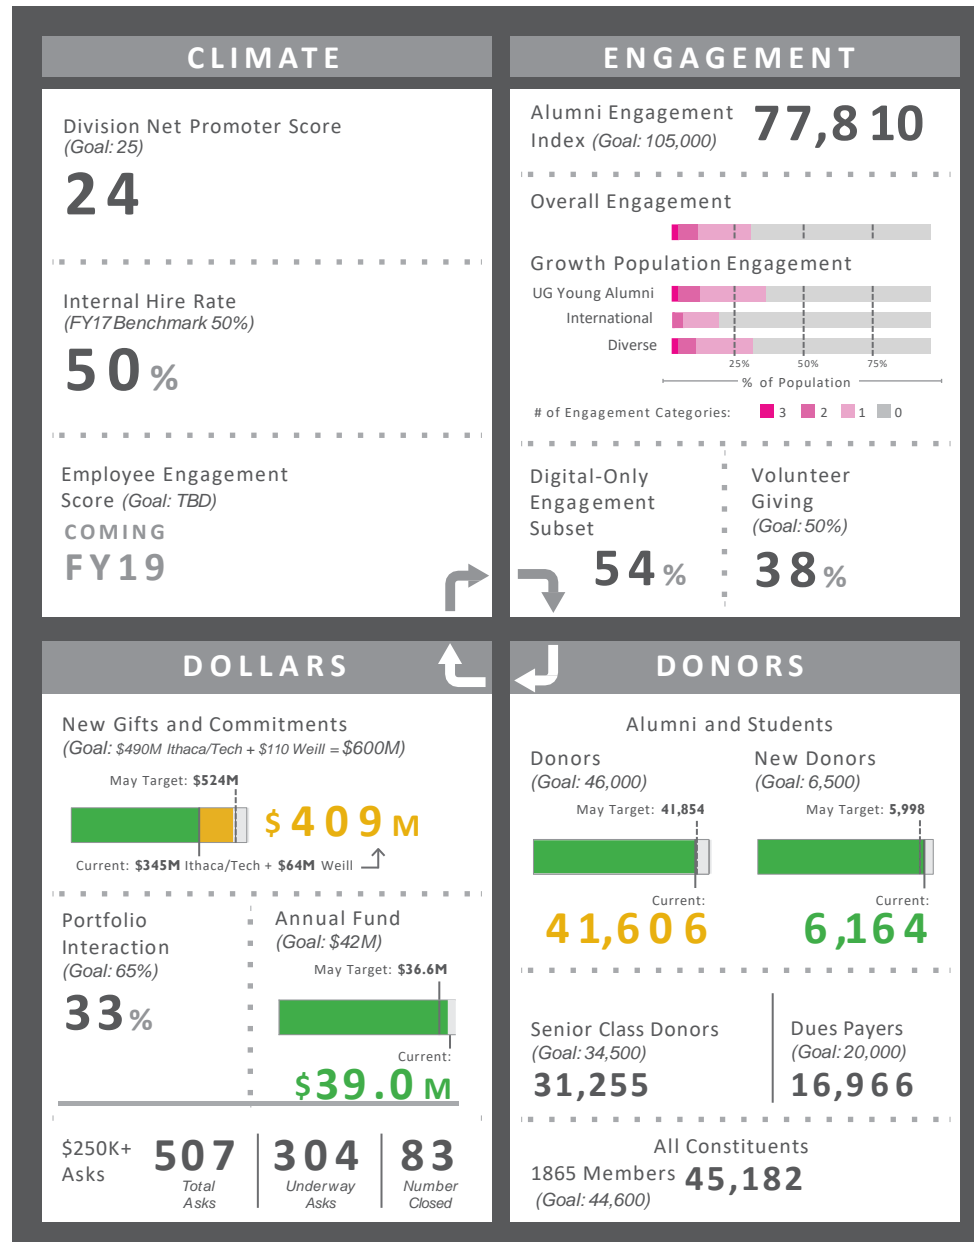 CLIMATE
Division Net Promoter Score
(Goal: 25)
24
Internal Hire Rate
(FY17 Benchmark 50%)
50 %
Employee Engagement
Score (Goal: TBD)
COMING
FY19
ENGAGEMENT
Alumni Engagement
Index (Goal: 105,000)
77,810
Overall Engagement
Growth Population Engagement
UG Young Alumni
International
Diverse
25% 50% 75%
% of Population
# of Engagement Categories: 3 2 1 0
Digital-Only
Engagement
Subset
54 %
Volunteer
Giving
(Goal: 50%)
38 %
DOLLARS
New Gifts and Commitments
(Goal: $490M Ithaca/Tech + $110 Weill = $600M)
May Target: $524M
$ 409 M
Current: $345M Ithaca/Tech + $64M Weill
Portfolio
Interaction
(Goal: 65%)
33 %
Annual Fund
(Goal: $42M)
May Target: $36.6M
Current:
$39.0 M
$250K+
Asks
507
Total
Asks
304
Underway
Asks
83
Number
Closed
DONORS
Alumni and Students
Donors
(Goal: 46,000)
May Target: 41,854
Current:
41,606
New Donors
(Goal: 6,500)
May Target: 5,998
Current:
6,164
Senior Class Donors
(Goal: 34,500)
31,255
Dues Payers
(Goal: 20,000)
16,966
All Constituents
1865 Members 45,182
(Goal: 44,600)